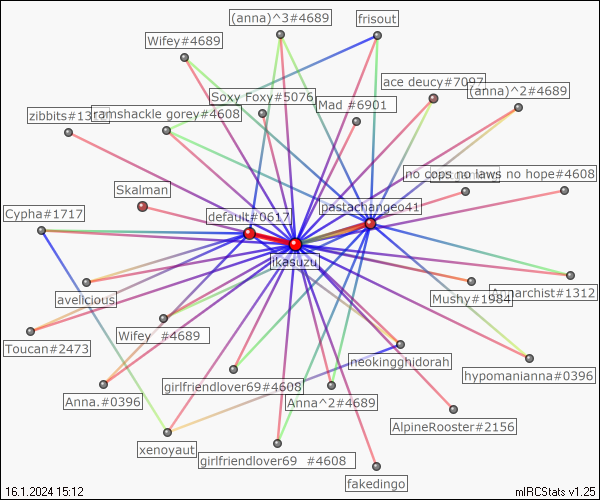 (anna)^3#4689
frisout
Wifey#4689
ace deucy#7097
(anna)^2#4689
Soxy Foxy#5076
Mad #6901
zibbits#13
ramshackle gorey#4608
no cops no laws no hope#4608
Skalman
Cypha#1717
default#0617
pastachangeo41
ikasuzu
avelicious
Mushy#1984
Annarchist#1312
Wifey #4689
Toucan#2473
neokingghidorah
hypomanianna#0396
girlfriendlover69#4608
Anna.#0396
Anna^2#4689
AlpineRooster#2156
xenoyaut
girlfriendlover69 #4608
fakedingo
16.1.2024 15:12
mIRCStats v1.25